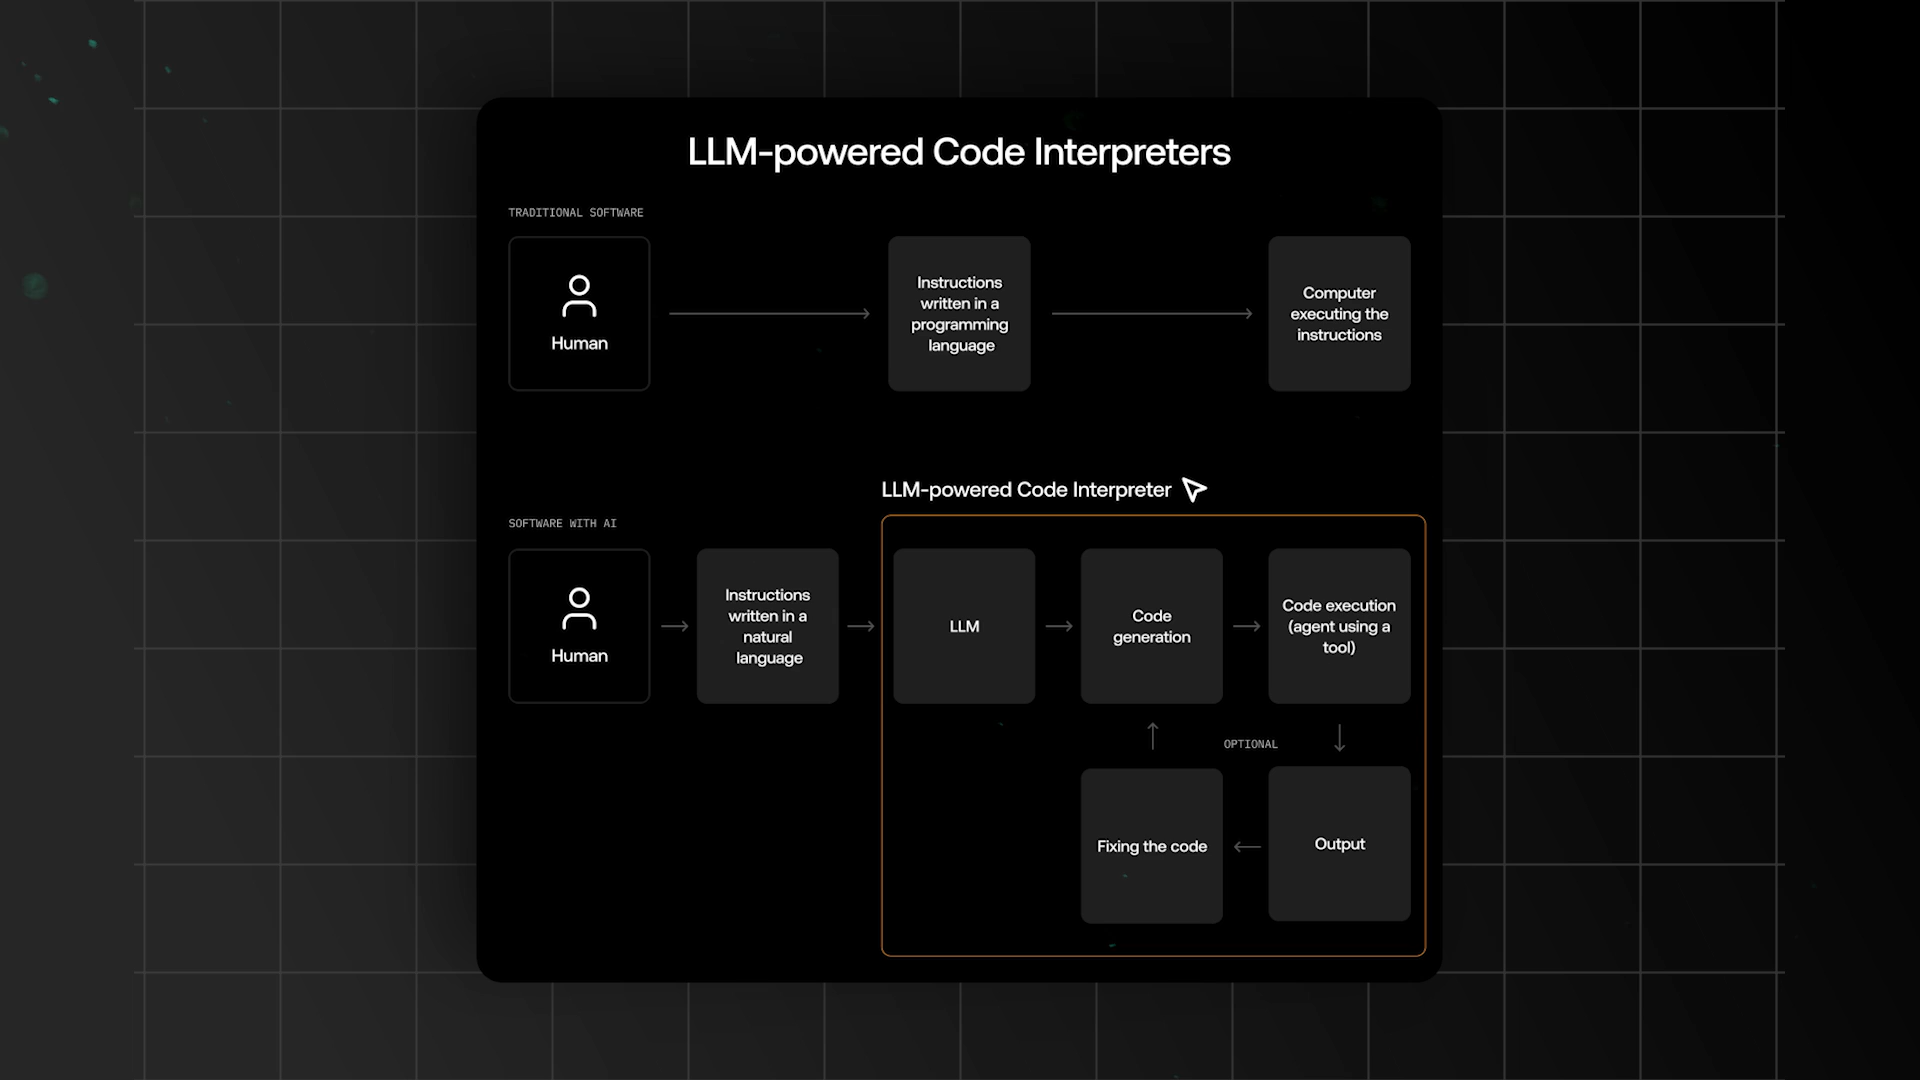 LLM-powered Code Interpreters
TRADITIONAL SOFTWARE
Human
Instructions
written in a
programming
language
Computer
executing the
instructions
LLM-powered Code Interpreter
SOFTWARE WITH AI
Human
Instructions
written in a
natural
language
LLM
Code
generation
Code execution
(agent using a
tool)
OPTIONAL
Fixing the code
Output